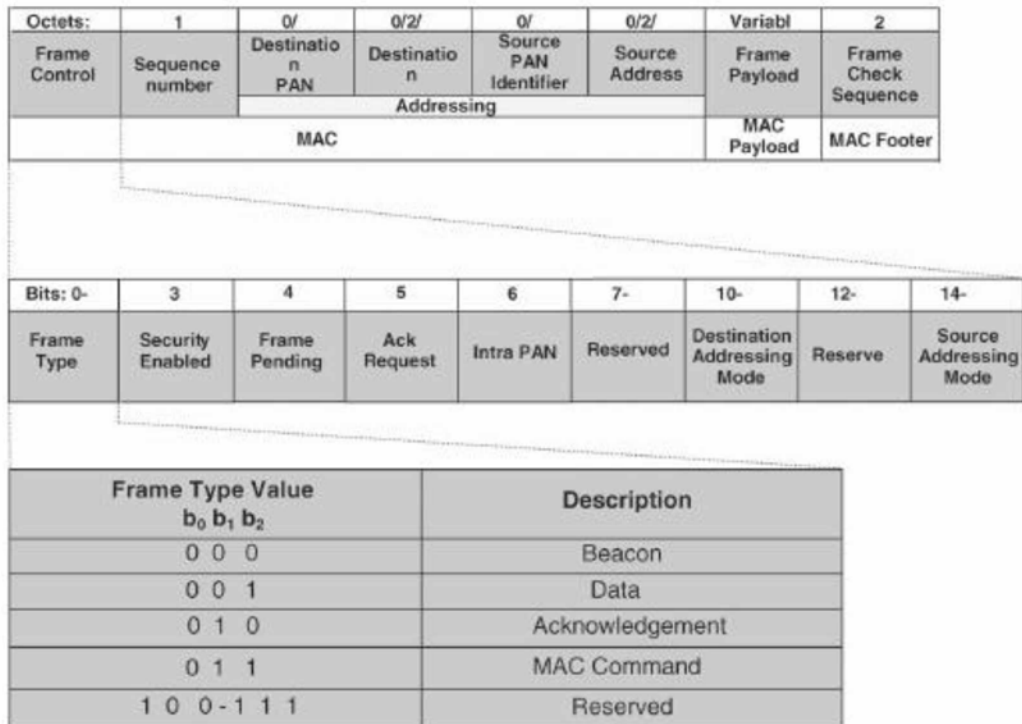 Octets: 1 0/ 0/2/ 0/ 0/2/ Variabl 2
Frame Control
Sequence number
Destinatio n PAN
Destinatio n
Source PAN Identifier
Source Address
Frame Payload
Frame Check Sequence
Addressing
MAC
MAC Payload
MAC Footer
Bits: 0- 3 4 5 6 7- 10- 12- 14-
Frame Type
Security Enabled
Frame Pending
Ack Request
Intra PAN
Reserved
Destination Addressing Mode
Reserve
Source Addressing Mode
Frame Type Value
b₀ b₁ b₂
Description
0 0 0 Beacon
0 0 1 Data
0 1 0 Acknowledgement
0 1 1 MAC Command
1 0 0 - 1 1 1 Reserved